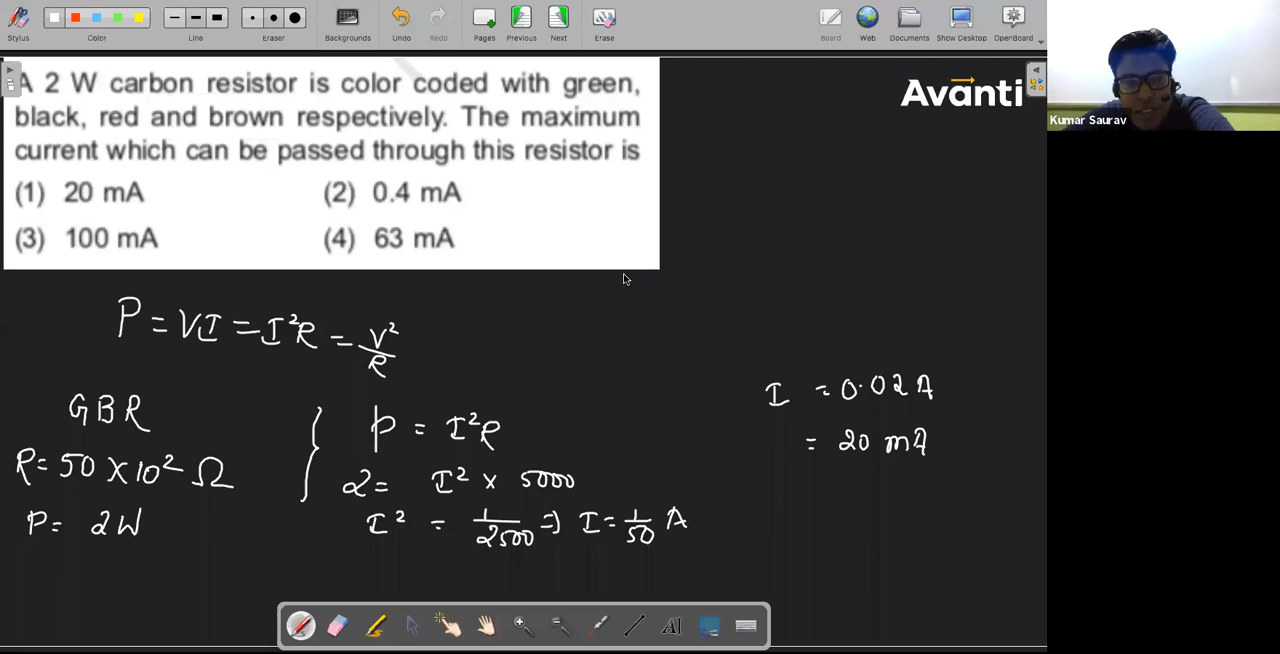 Stylus
Color
Line
Eraser
Backgrounds
Undo
Redo
Pages
Previous
Next
Erase
Board
Web
Documents
Show Desktop
OpenBoard
A 2 W carbon resistor is color coded with green,
black, red and brown respectively. The maximum
current which can be passed through this resistor is
(1) 20 mA (2) 0.4 mA
(3) 100 mA (4) 63 mA
Avanti
Kumar Saurav
P = VI = I²R = V²/R
GBR
R = 50 × 10² Ω
P = 2W
P = I²R
2 = I² × 5000
I² = 1/2500 ⇒ I = 1/50 A
I = 0.02 A
= 20 mA